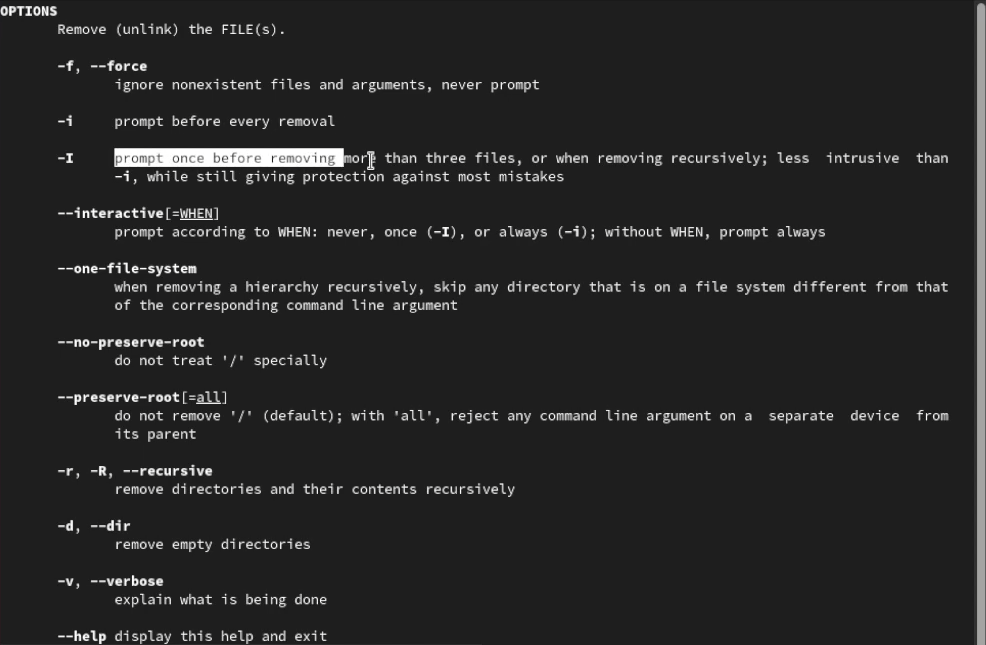 OPTIONS
Remove (unlink) the FILE(s).
-f, --force
ignore nonexistent files and arguments, never prompt
-i prompt before every removal
-I prompt once before removing more than three files, or when removing recursively; less intrusive than
-i, while still giving protection against most mistakes
--interactive[=WHEN]
prompt according to WHEN: never, once (-I), or always (-i); without WHEN, prompt always
--one-file-system
when removing a hierarchy recursively, skip any directory that is on a file system different from that
of the corresponding command line argument
--no-preserve-root
do not treat '/' specially
--preserve-root[=all]
do not remove '/' (default); with 'all', reject any command line argument on a separate device from
its parent
-r, -R, --recursive
remove directories and their contents recursively
-d, --dir
remove empty directories
-v, --verbose
explain what is being done
--help display this help and exit